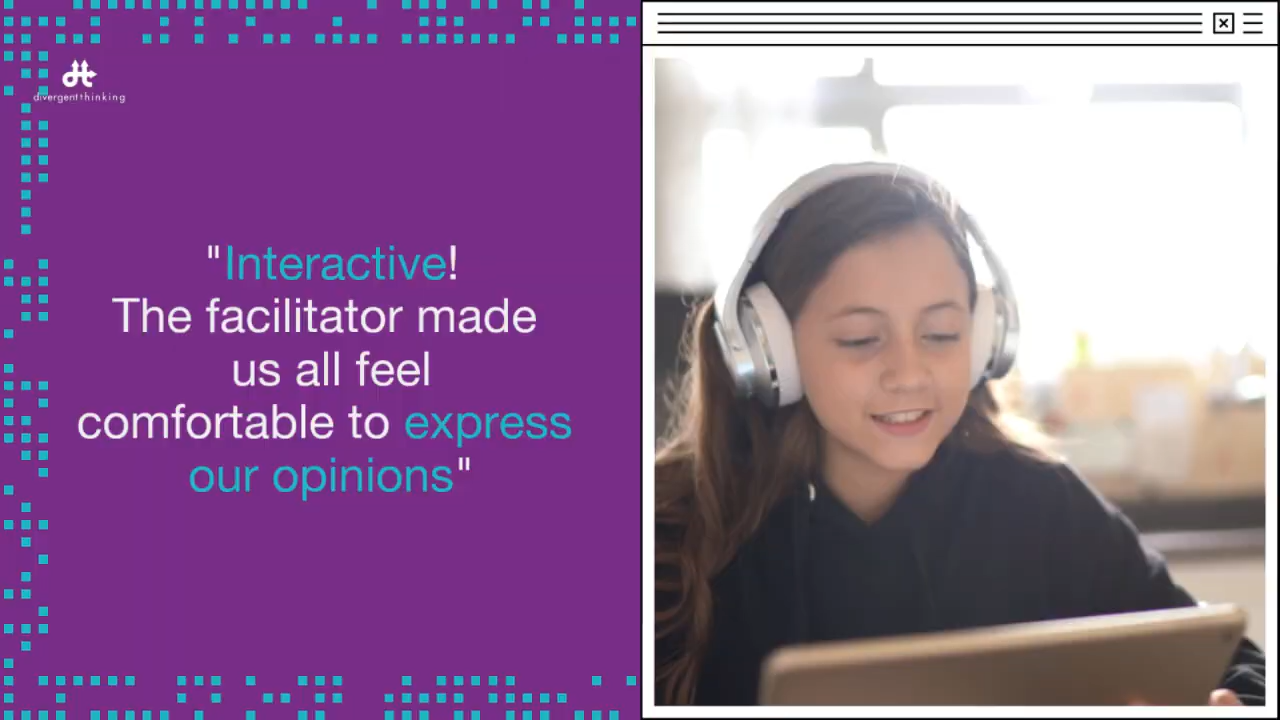 divergentthinking
"Interactive!
The facilitator made
us all feel
comfortable to express
our opinions"